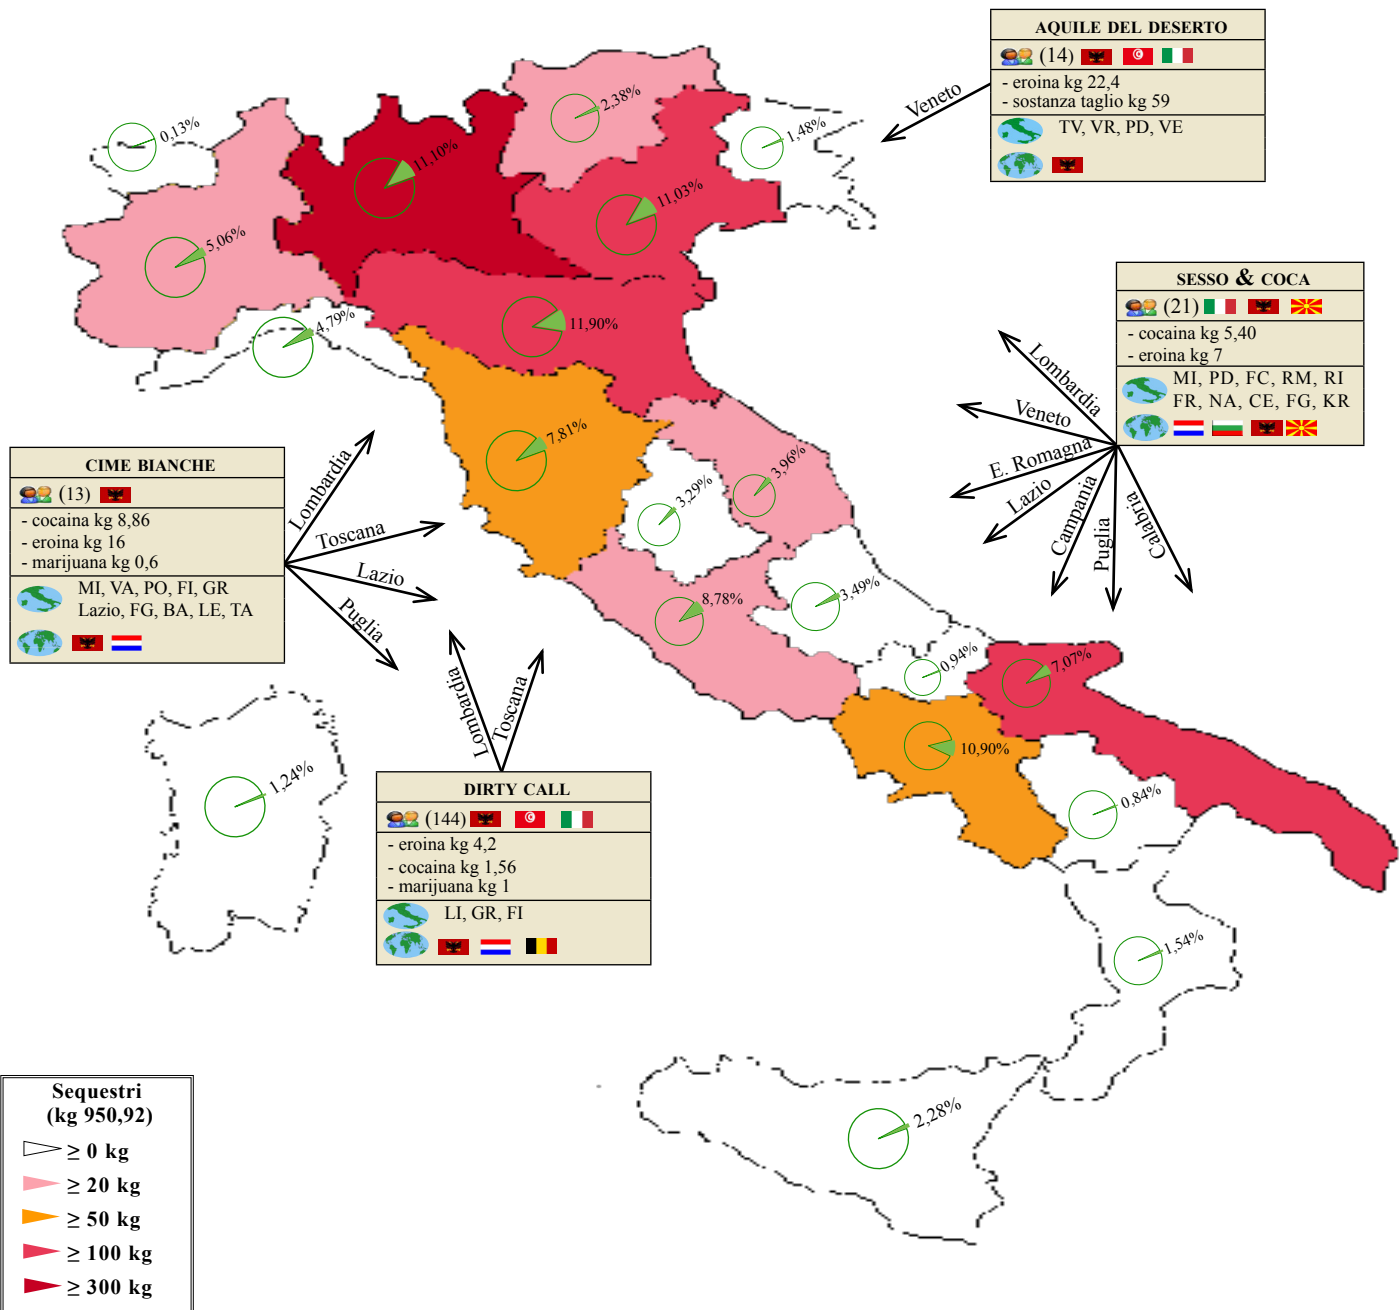 AQUILE DEL DESERTO
(14)
- eroina kg 22,4
- sostanza taglio kg 59
TV, VR, PD, VE
Veneto
0,13%
11,10%
2,38%
1,48%
11,03%
5,06%
4,79%
11,90%
SESSO & COCA
(21)
- cocaina kg 5,40
- eroina kg 7
MI, PD, FC, RM, RI
FR, NA, CE, FG, KR
Lombardia
Veneto
E. Romagna
Lazio
Campania
Puglia
Calabria
7,81%
3,96%
3,29%
8,78%
3,49%
0,94%
7,07%
10,90%
0,84%
CIME BIANCHE
(13)
- cocaina kg 8,86
- eroina kg 16
- marijuana kg 0,6
MI, VA, PO, FI, GR
Lazio, FG, BA, LE, TA
Lombardia
Toscana
Lazio
Puglia
Lombardia
Toscana
DIRTY CALL
(144)
- eroina kg 4,2
- cocaina kg 1,56
- marijuana kg 1
LI, GR, FI
1,24%
1,54%
2,28%
Sequestri
(kg 950,92)
≥ 0 kg
≥ 20 kg
≥ 50 kg
≥ 100 kg
≥ 300 kg